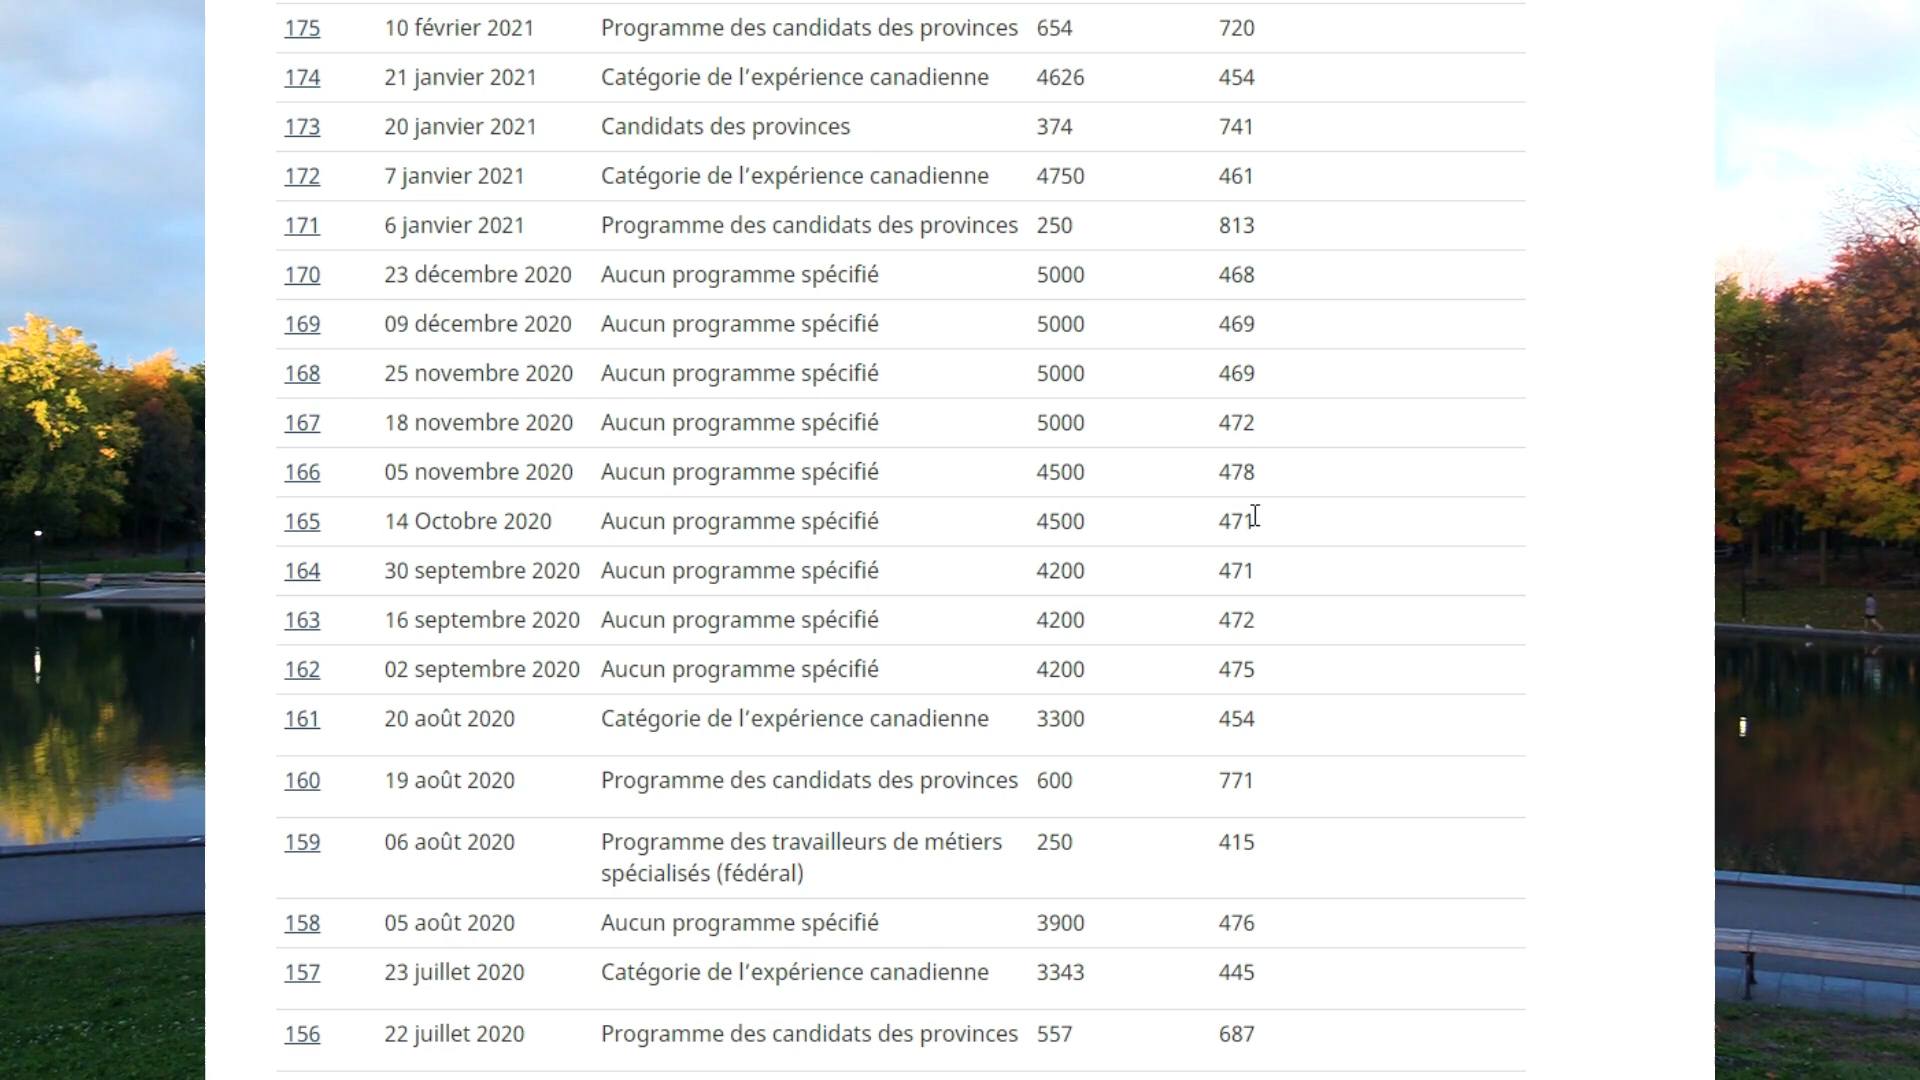 175 10 février 2021 Programme des candidats des provinces 654 720
174 21 janvier 2021 Catégorie de l’expérience canadienne 4626 454
173 20 janvier 2021 Candidats des provinces 374 741
172 7 janvier 2021 Catégorie de l’expérience canadienne 4750 461
171 6 janvier 2021 Programme des candidats des provinces 250 813
170 23 décembre 2020 Aucun programme spécifié 5000 468
169 09 décembre 2020 Aucun programme spécifié 5000 469
168 25 novembre 2020 Aucun programme spécifié 5000 469
167 18 novembre 2020 Aucun programme spécifié 5000 472
166 05 novembre 2020 Aucun programme spécifié 4500 478
165 14 Octobre 2020 Aucun programme spécifié 4500 471
164 30 septembre 2020 Aucun programme spécifié 4200 471
163 16 septembre 2020 Aucun programme spécifié 4200 472
162 02 septembre 2020 Aucun programme spécifié 4200 475
161 20 août 2020 Catégorie de l’expérience canadienne 3300 454
160 19 août 2020 Programme des candidats des provinces 600 771
159 06 août 2020 Programme des travailleurs de métiers 250 415
spécialisés (fédéral)
158 05 août 2020 Aucun programme spécifié 3900 476
157 23 juillet 2020 Catégorie de l’expérience canadienne 3343 445
156 22 juillet 2020 Programme des candidats des provinces 557 687